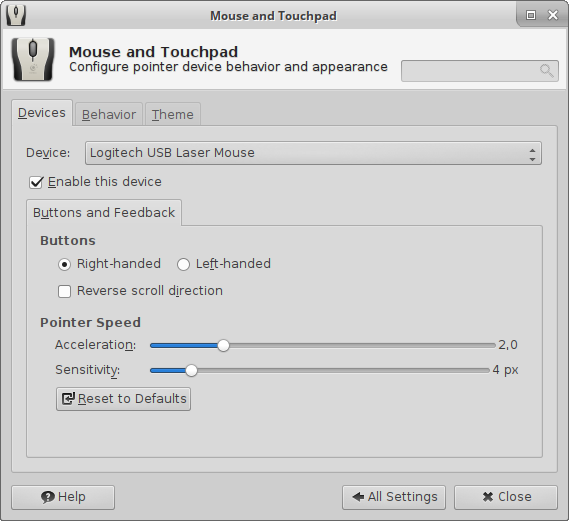 Mouse and Touchpad
Mouse and Touchpad
Configure pointer device behavior and appearance
Devices Behavior Theme
Device: Logitech USB Laser Mouse
Enable this device
Buttons and Feedback
Buttons
Right-handed Left-handed
Reverse scroll direction
Pointer Speed
Acceleration: 2,0
Sensitivity: 4 px
Reset to Defaults
Help All Settings Close